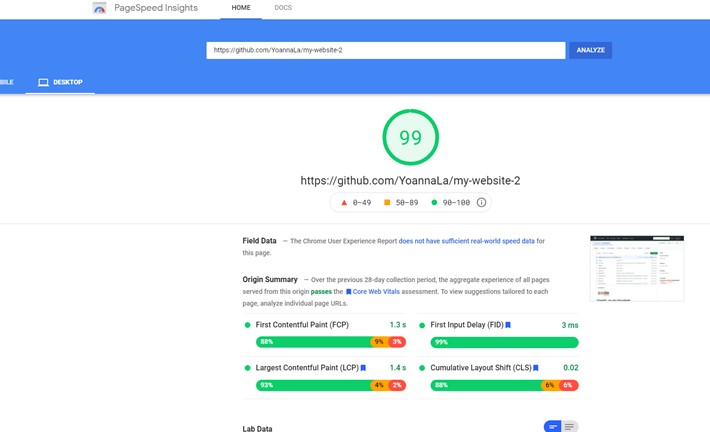 PageSpeed Insights HOME DOCS
https://github.com/YoannaLa/my-website-2 ANALYZE
BILE DESKTOP
99
https://github.com/YoannaLa/my-website-2
0–49 50–89 90–100
Field Data — The Chrome User Experience Report does not have sufficient real-world speed data for
this page.
Origin Summary — Over the previous 28-day collection period, the aggregate experience of all pages
served from this origin passes the Core Web Vitals assessment. To view suggestions tailored to each
page, analyze individual page URLs.
First Contentful Paint (FCP) 1.3 s First Input Delay (FID) 3 ms
88% 9% 3% 99%
Largest Contentful Paint (LCP) 1.4 s Cumulative Layout Shift (CLS) 0.02
93% 4% 2% 88% 6% 6%
Lab Data